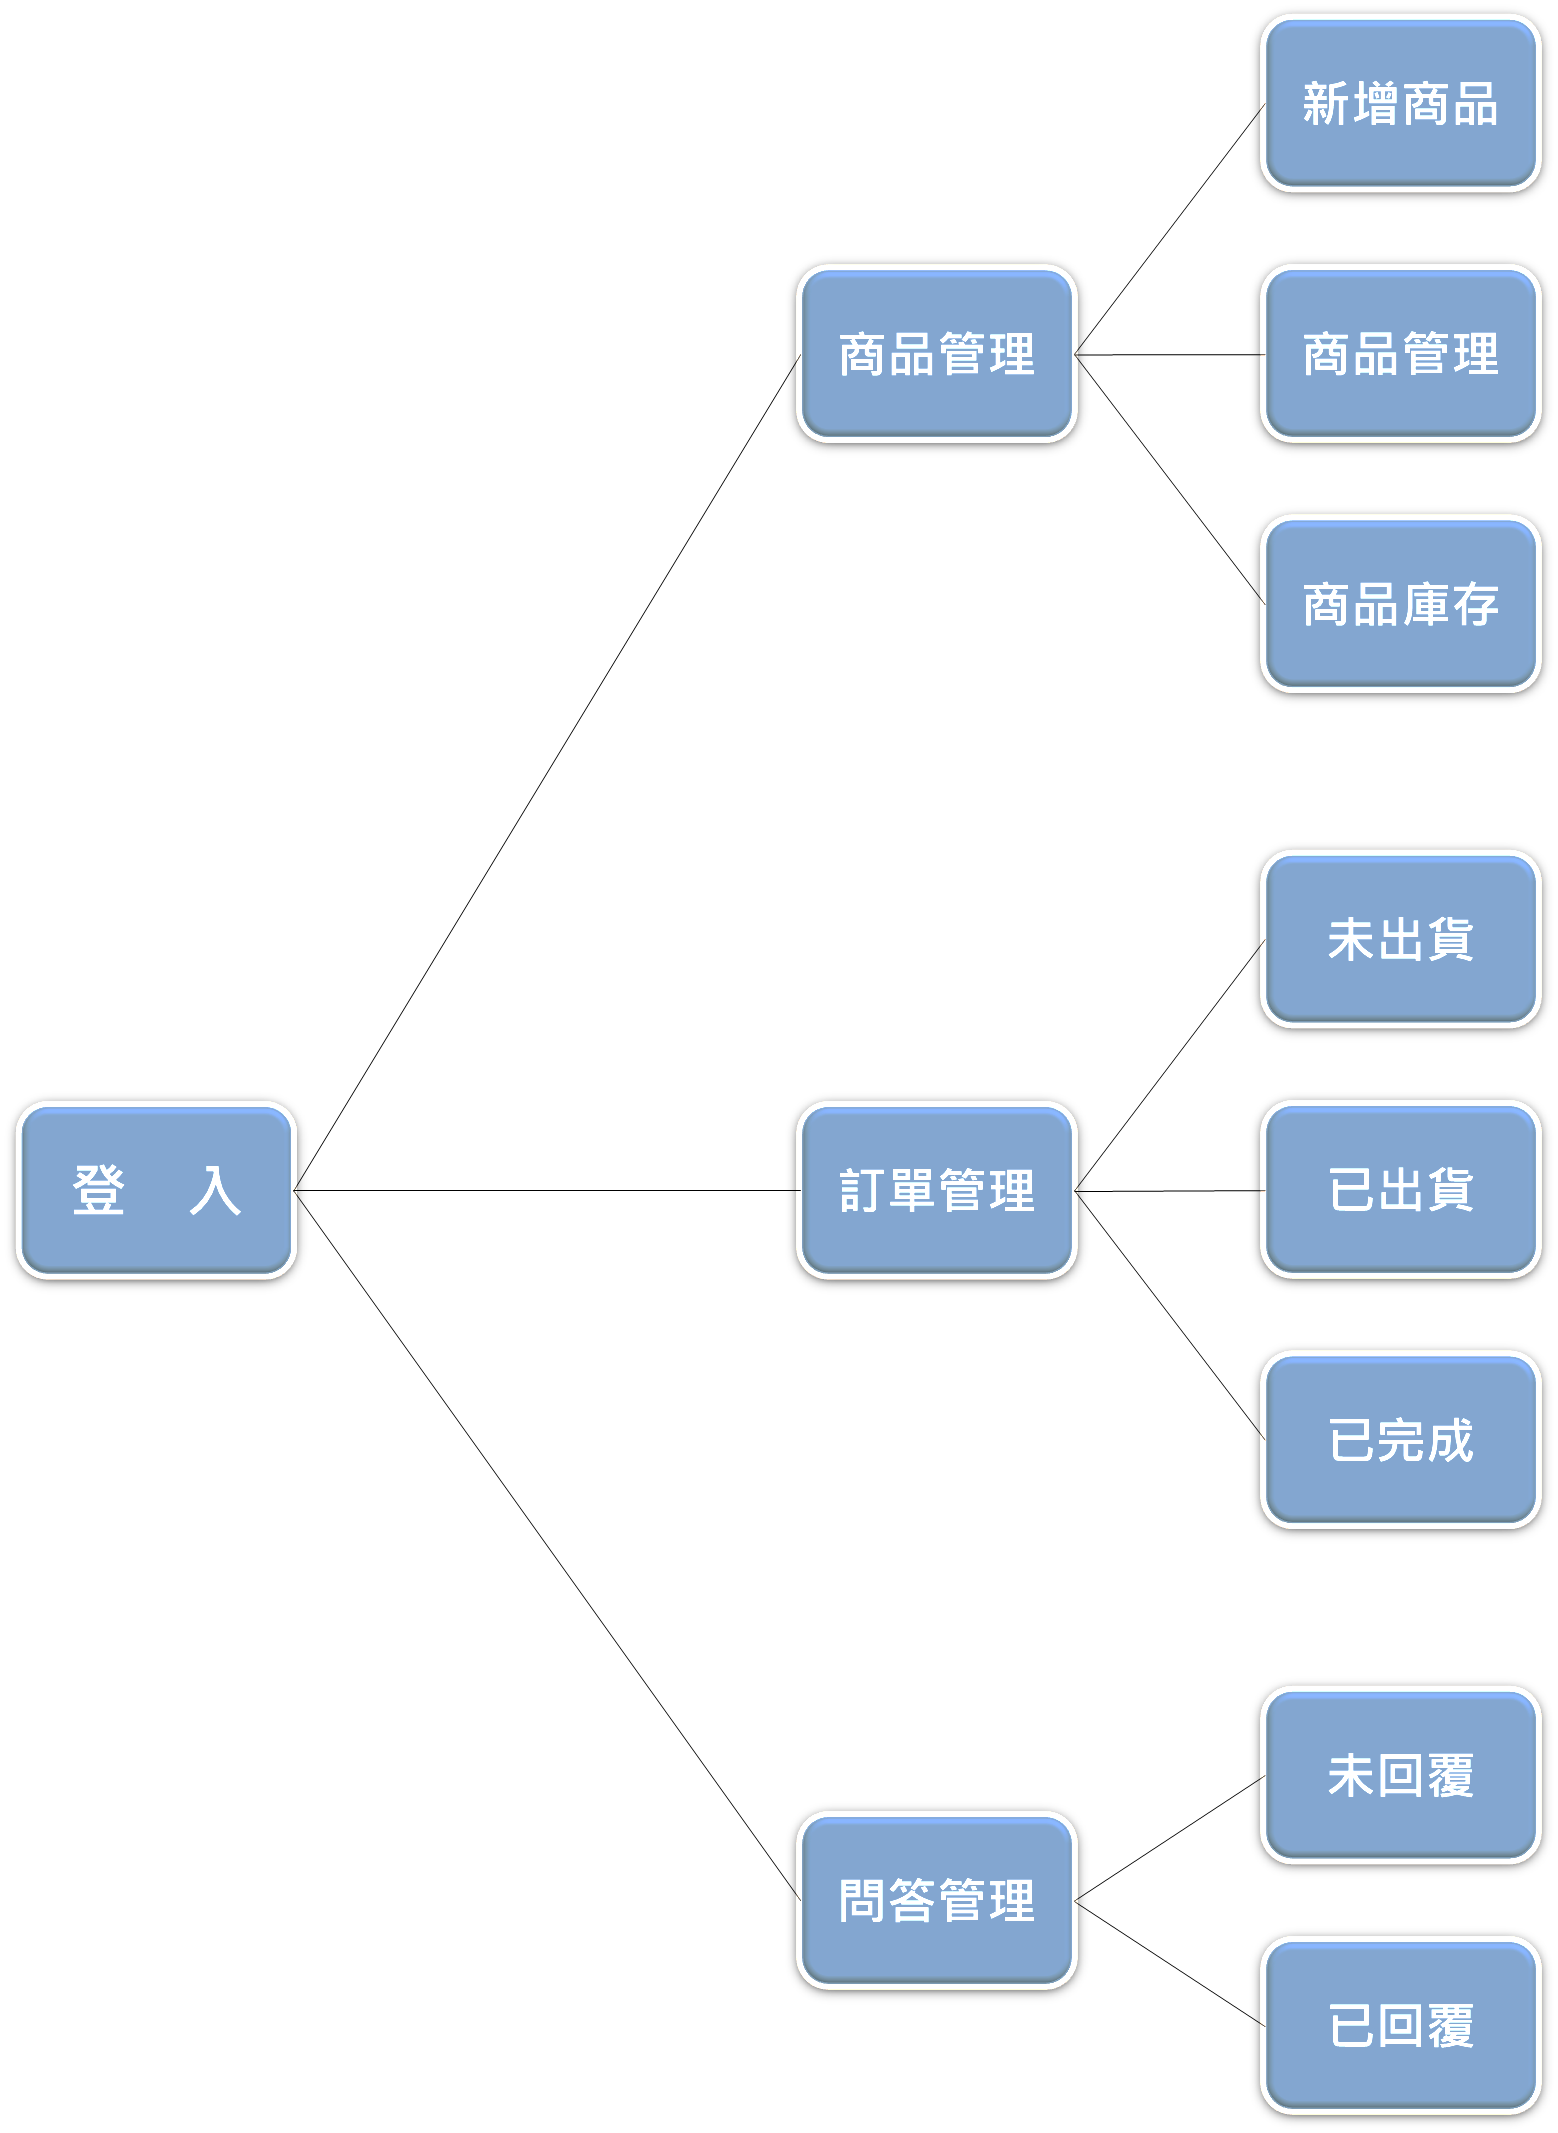 新增商品
商品管理
商品管理
商品庫存
未出貨
登　入
訂單管理
已出貨
已完成
未回覆
問答管理
已回覆